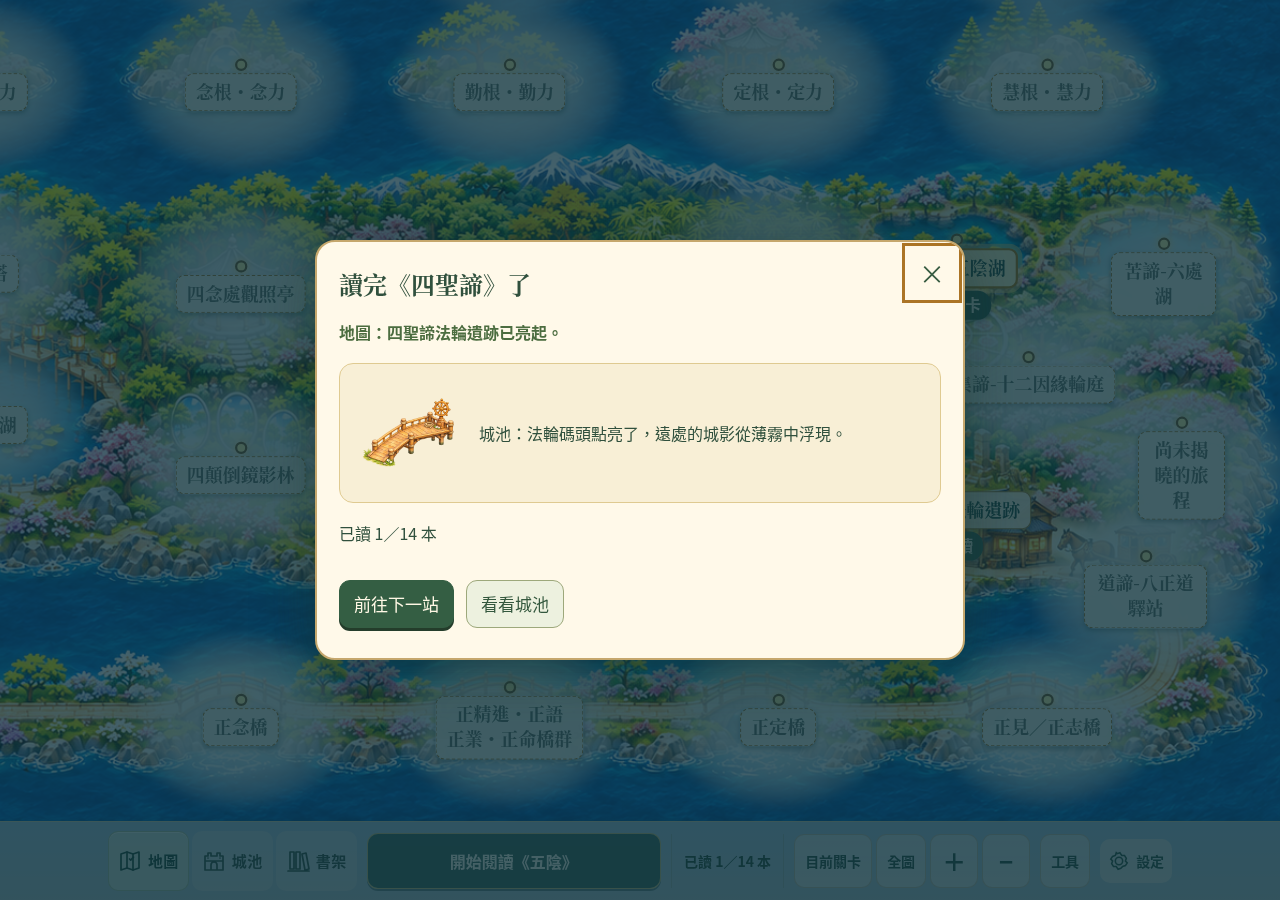 力
念根・念力
勤根・勤力
定根・定力
慧根・慧力
塔
四念處觀照亭
陰湖
苦諦-六處
湖
卡
讀完《四聖諦》了
地圖：四聖諦法輪遺跡已亮起。
城池：法輪碼頭點亮了，遠處的城影從薄霧中浮現。
已讀 1／14 本
前往下一站
看看城池
諦-十二因緣輪庭
湖
四顛倒鏡影林
尚未揭
曉的旅
程
輪遺跡
道諦-八正道
驛站
正念橋
正精進・正語
正業・正命橋群
正定橋
正見／正志橋
地圖
城池
書架
開始閱讀《五陰》
已讀 1／14 本
目前關卡
全圖
+
−
工具
設定